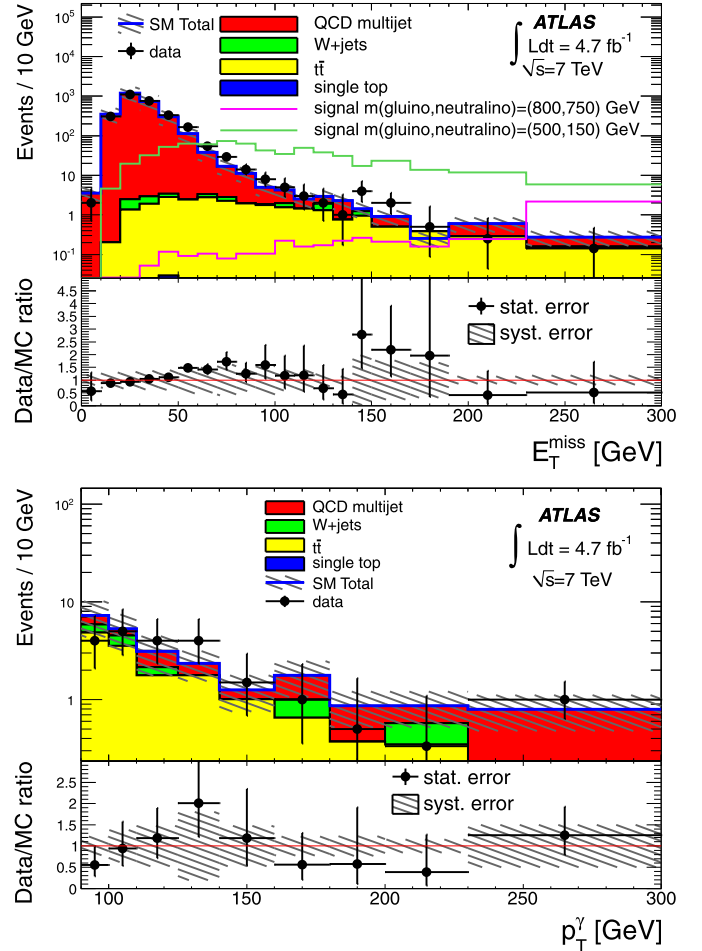 Events / 10 GeV
10⁵
10⁴
10³
10²
10
1
10⁻¹
SM Total
data
QCD multijet
W+jets
tt̄
single top
signal m(gluino,neutralino)=(800,750) GeV
signal m(gluino,neutralino)=(500,150) GeV
ATLAS
∫ Ldt = 4.7 fb⁻¹
√s=7 TeV
Data/MC ratio
4.5
4
3.5
3
2.5
2
1.5
1
0.5
0
stat. error
syst. error
0 50 100 150 200 250 300
E_T^miss [GeV]
Events / 10 GeV
10²
10
1
QCD multijet
W+jets
tt̄
single top
SM Total
data
ATLAS
∫ Ldt = 4.7 fb⁻¹
√s=7 TeV
Data/MC ratio
2.5
2
1.5
1
0.5
0
stat. error
syst. error
100 150 200 250 300
p_T^γ [GeV]